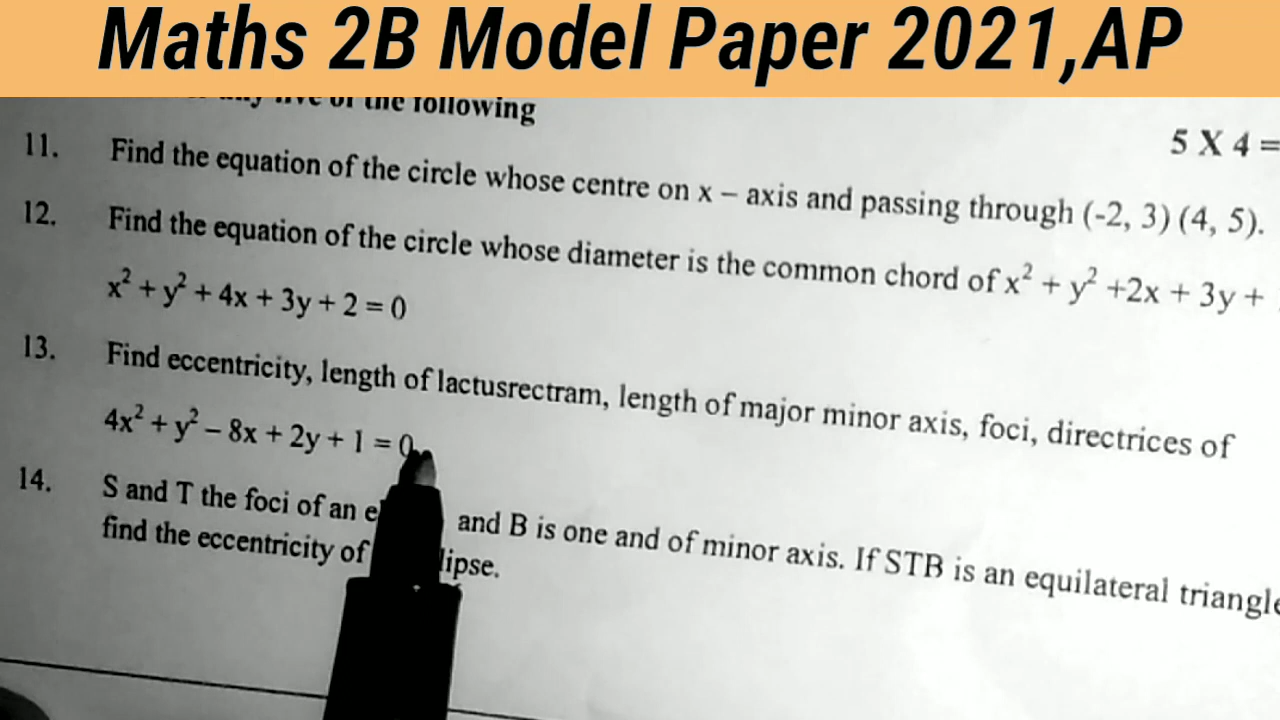 Maths 2B Model Paper 2021,AP
five of the following
5 X 4 =
11. Find the equation of the circle whose centre on x – axis and passing through (-2, 3) (4, 5).
12. Find the equation of the circle whose diameter is the common chord of x² + y² +2x + 3y +
x² + y² + 4x + 3y + 2 = 0
13. Find eccentricity, length of lactusrectram, length of major minor axis, foci, directrices of
4x² + y² – 8x + 2y + 1 = 0
14. S and T the foci of an and B is one and of minor axis. If STB is an equilateral triangle
find the eccentricity of